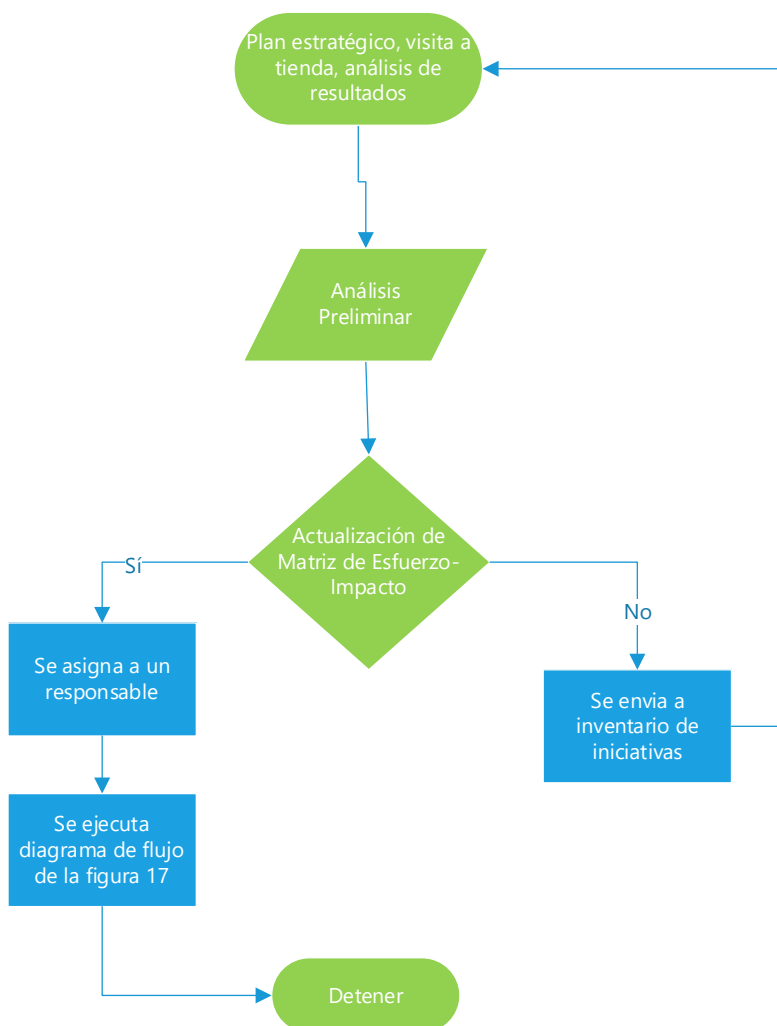 Plan estratégico, visita a
tienda, análisis de
resultados
Análisis
Preliminar
Actualización de
Matriz de Esfuerzo-
Impacto
Sí
No
Se asigna a un
responsable
Se envia a
inventario de
iniciativas
Se ejecuta
diagrama de flujo
de la figura 17
Detener